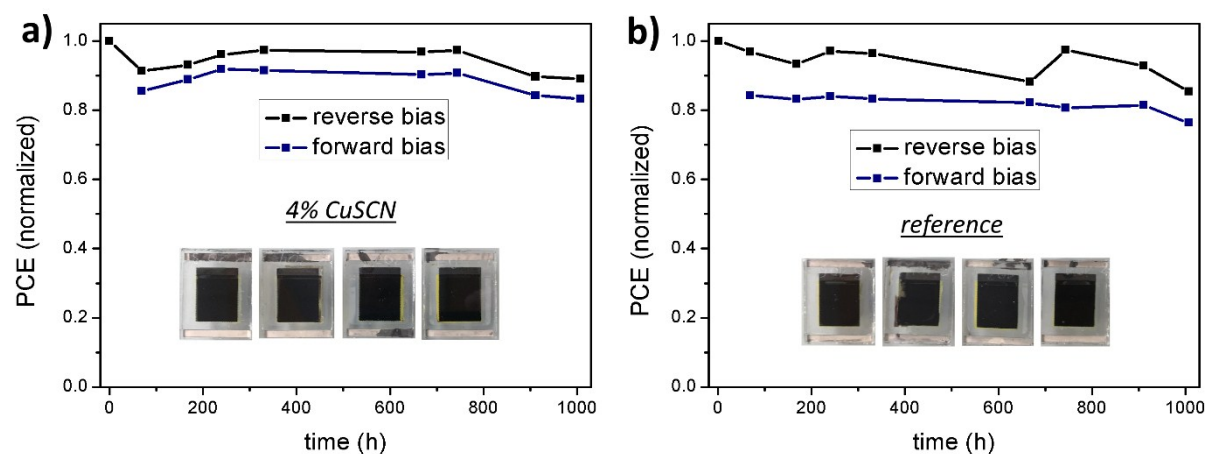 a)
1.0
0.8
0.6
0.4
0.2
0.0
PCE (normalized)
reverse bias
forward bias
4% CuSCN
0
200
400
600
800
1000
time (h)
b)
1.0
0.8
0.6
0.4
0.2
0.0
PCE (normalized)
reverse bias
forward bias
reference
0
200
400
600
800
1000
time (h)